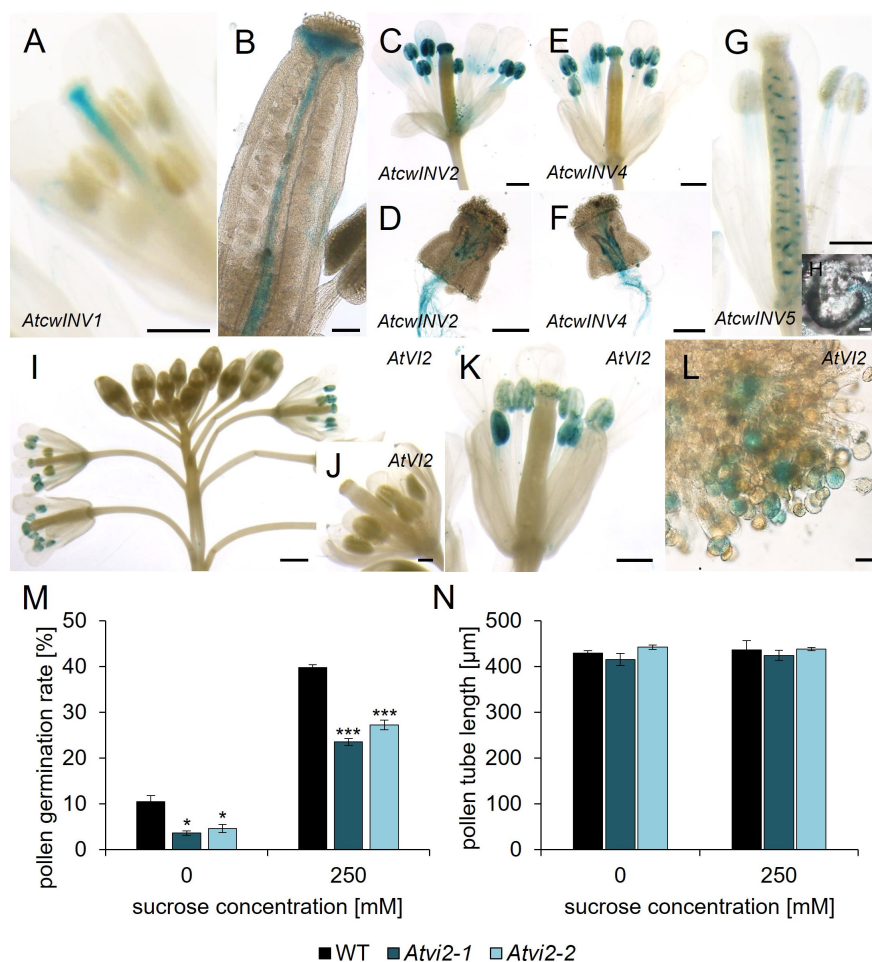 A
B
C
E
G
AtcwINV2
AtcwINV4
D
F
H
AtcwINV1
AtcwINV2
AtcwINV4
AtcwINV5
I
AtVI2
K
AtVI2
L
AtVI2
J
AtVI2
M
N
pollen germination rate [%]
50
40
30
20
10
0
***
***
*
*
0
250
sucrose concentration [mM]
pollen tube length [µm]
500
400
300
200
100
0
0
250
sucrose concentration [mM]
WT Atvi2-1 Atvi2-2